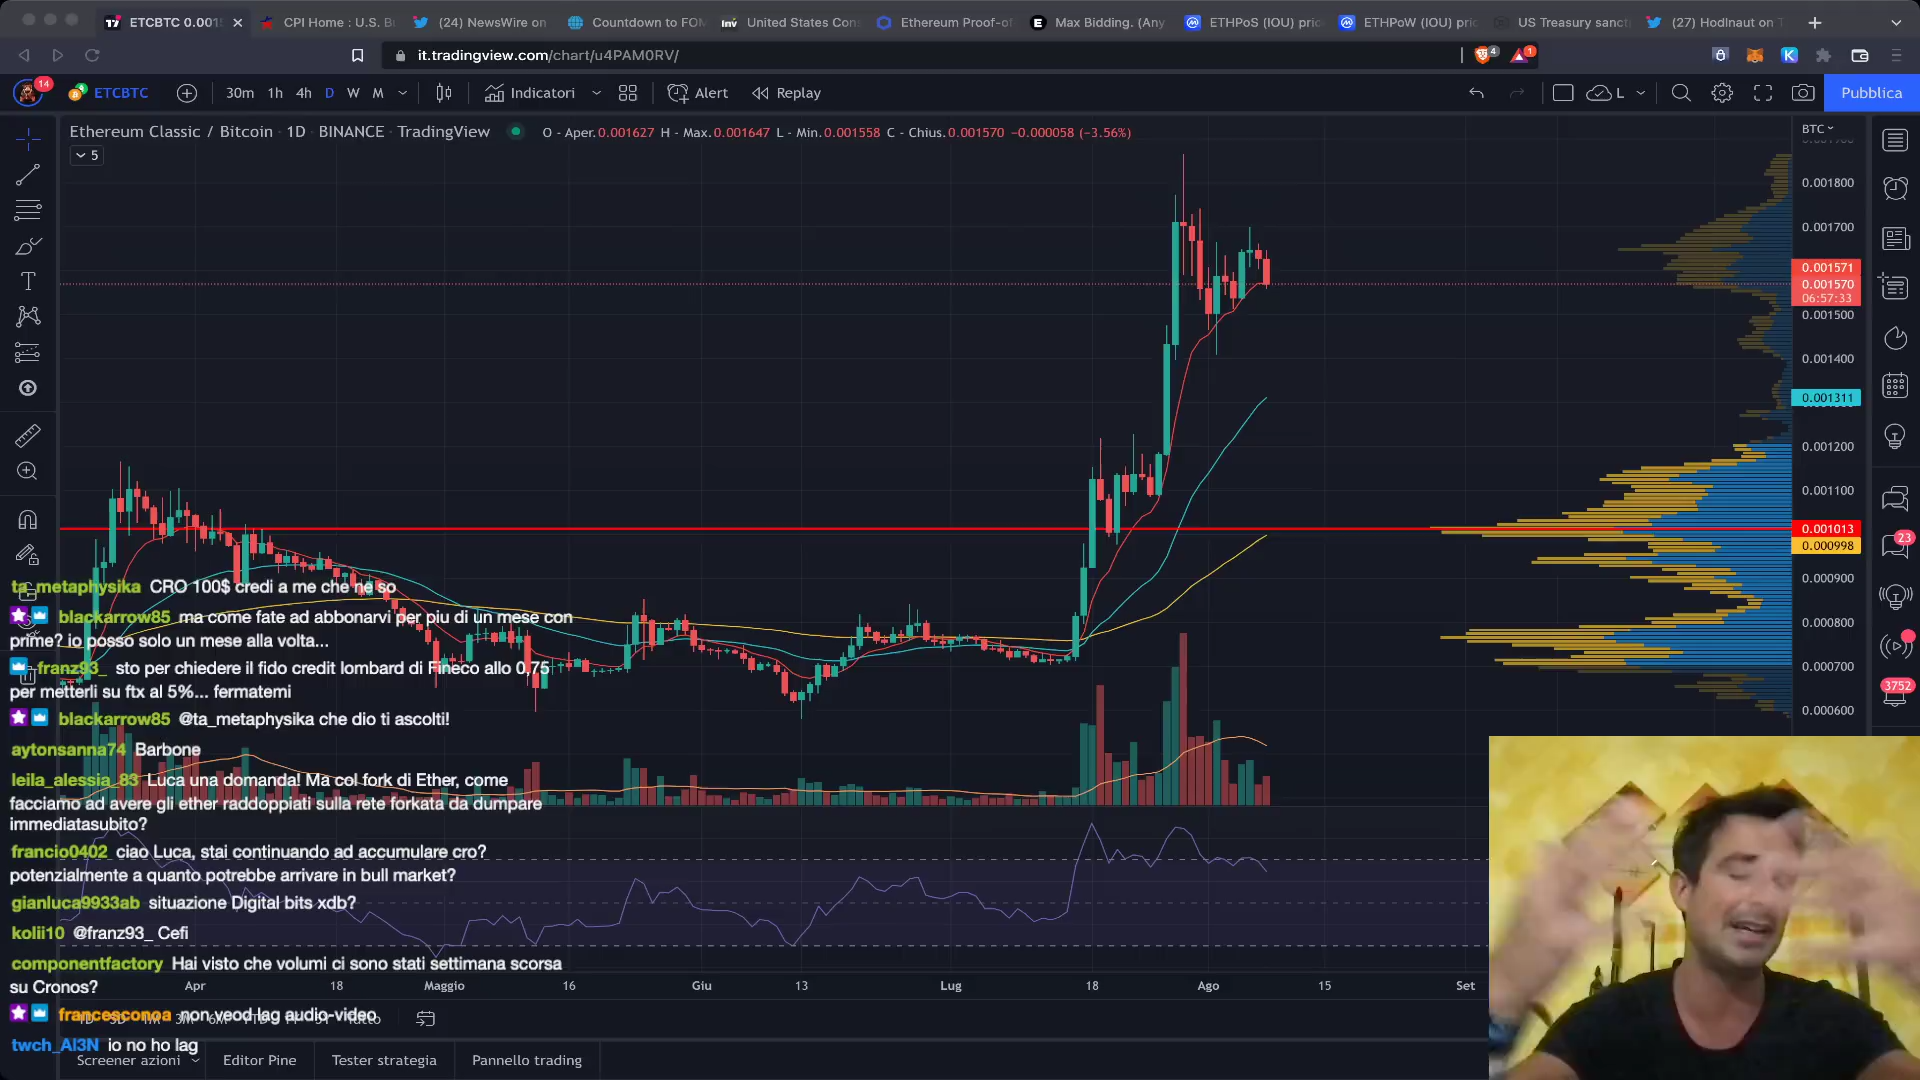 ETCBTC 0.001
CPI Home : U.S. B
(24) NewsWire on
Countdown to FOM
United States Con
Ethereum Proof-of
Max Bidding. (Any
ETHPoS (IOU) pric
ETHPoW (IOU) pric
US Treasury sanct
(27) Hodlnaut on T
it.tradingview.com/chart/u4PAM0RV/
4
1
14
ETCBTC
30m 1h 4h D W M
Indicatori
Alert
Replay
L
Pubblica
Ethereum Classic / Bitcoin · 1D · BINANCE · TradingView
O - Aper.0.001627 H - Max.0.001647 L - Min.0.001558 C - Chius.0.001570 −0.000058 (−3.56%)
BTC
5
0.001800
0.001700
0.001571
0.001570
06:57:33
0.001500
0.001400
0.001311
0.001200
0.001100
0.001013
0.000998
0.000900
0.000800
0.000700
0.000600
23
3752
ta_metaphysika CRO 100$ credi a me che ne so
blackarrow85 ma come fate ad abbonarvi per piu di un mese con
prime? io posso solo un mese alla volta...
franz93_ sto per chiedere il fido credit lombard di Fineco allo 0,75
per metterli su ftx al 5%... fermatemi
blackarrow85 @ta_metaphysika che dio ti ascolti!
aytonsanna74 Barbone
leila_alessia_83 Luca una domanda! Ma col fork di Ether, come
facciamo ad avere gli ether raddoppiati sulla rete forkata da dumpare
immediatasubito?
francio0402 ciao Luca, stai continuando ad accumulare cro?
potenzialmente a quanto potrebbe arrivare in bull market?
gianluca9933ab situazione Digital bits xdb?
kolii10 @franz93_ Cefi
componentfactory Hai visto che volumi ci sono stati settimana scorsa
su Cronos?
Apr 18 Maggio 16 Giu 13 Lug 18 Ago 15 Set
francesconoa non veod lag audio-video
twch_Al3N io no ho lag
Screener azioni
Editor Pine
Tester strategia
Pannello trading